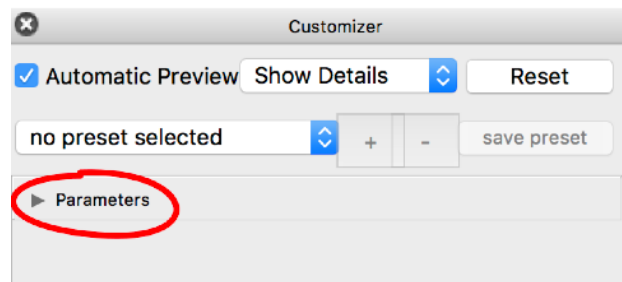 Customizer
Automatic Preview Show Details Reset
no preset selected + - save preset
Parameters